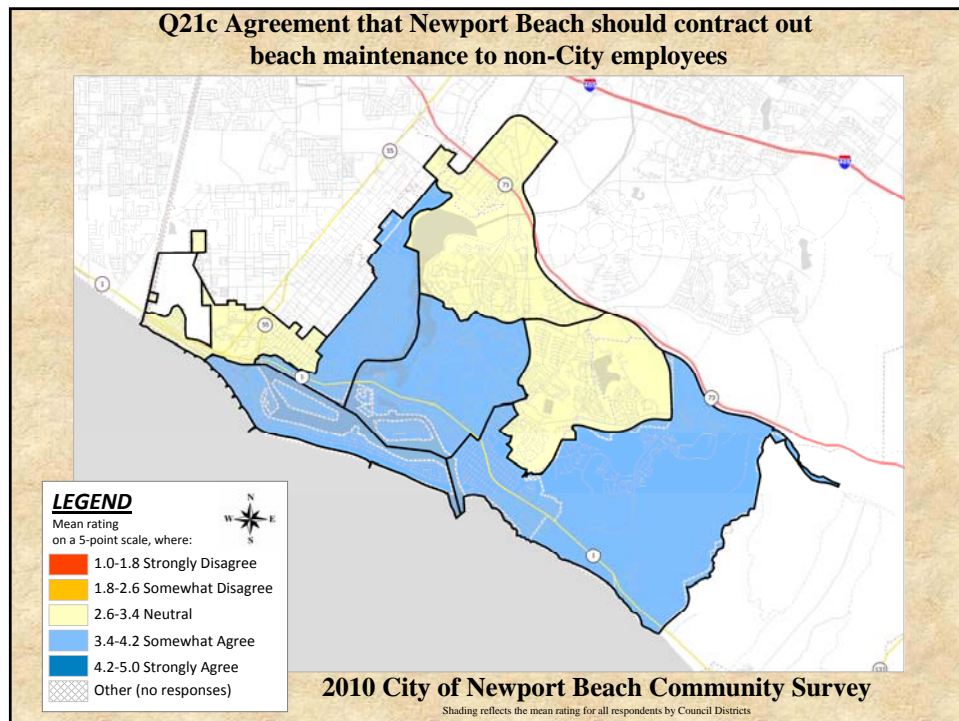 Q21c Agreement that Newport Beach should contract out
beach maintenance to non-City employees
405
55
405
73
1
55
1
73
1
133
LEGEND
Mean rating
on a 5-point scale, where:
N
W E
S
1.0-1.8 Strongly Disagree
1.8-2.6 Somewhat Disagree
2.6-3.4 Neutral
3.4-4.2 Somewhat Agree
4.2-5.0 Strongly Agree
Other (no responses)
2010 City of Newport Beach Community Survey
Shading reflects the mean rating for all respondents by Council Districts